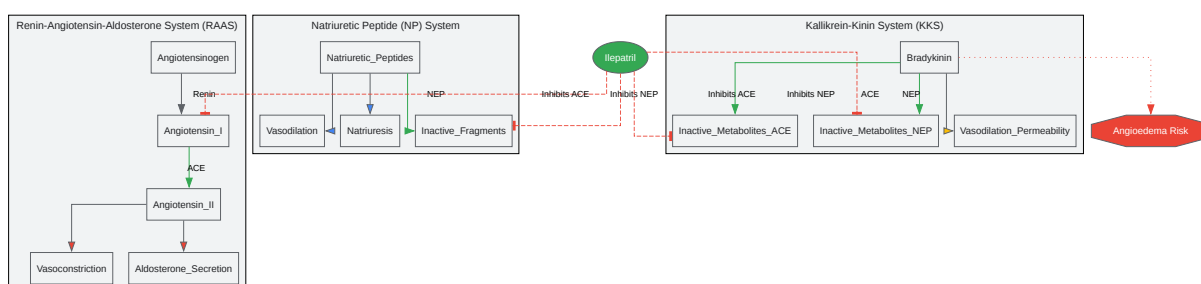 Renin-Angiotensin-Aldosterone System (RAAS)
Natriuretic Peptide (NP) System
Kallikrein-Kinin System (KKS)
Angiotensinogen
Natriuretic_Peptides
Ilepatril
Bradykinin
Renin
NEP
Inhibits ACE
Inhibits NEP
Inhibits ACE
Inhibits NEP
ACE
NEP
Angiotensin_I
Vasodilation
Natriuresis
Inactive_Fragments
Inactive_Metabolites_ACE
Inactive_Metabolites_NEP
Vasodilation_Permeability
Angioedema Risk
ACE
Angiotensin_II
Vasoconstriction
Aldosterone_Secretion